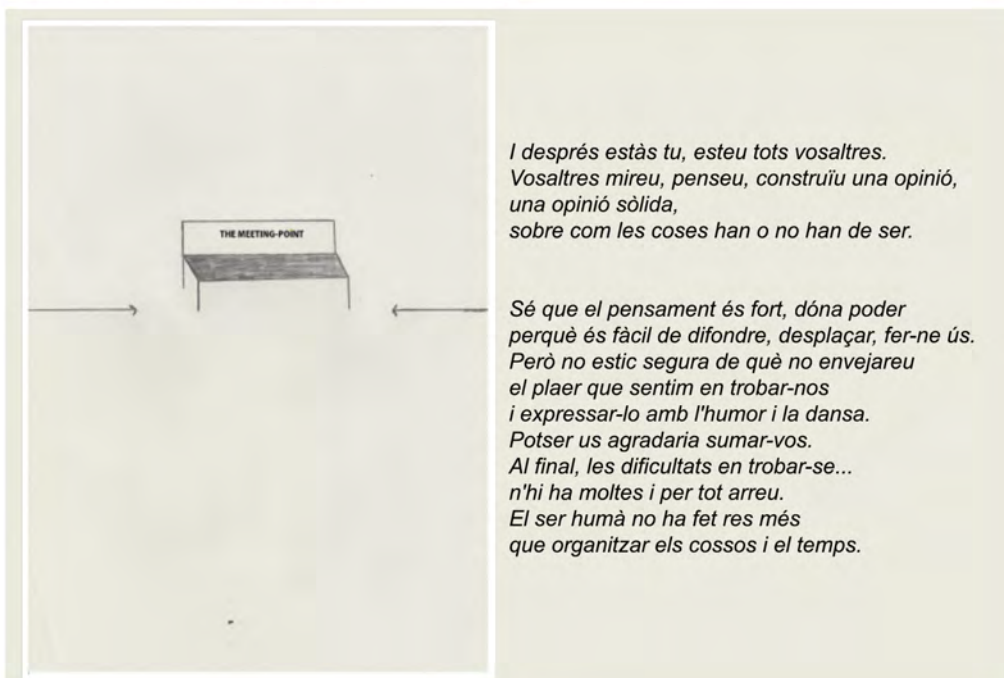 THE MEETING-POINT
I després estàs tu, esteu tots vosaltres.
Vosaltres mireu, penseu, construïu una opinió,
una opinió sòlida,
sobre com les coses han o no han de ser.
Sé que el pensament és fort, dóna poder
perquè és fàcil de difondre, desplaçar, fer-ne ús.
Però no estic segura de què no envejareu
el plaer que sentim en trobar-nos
i expressar-lo amb l'humor i la dansa.
Potser us agradaria sumar-vos.
Al final, les dificultats en trobar-se...
n'hi ha moltes i per tot arreu.
El ser humà no ha fet res més
que organitzar els cossos i el temps.